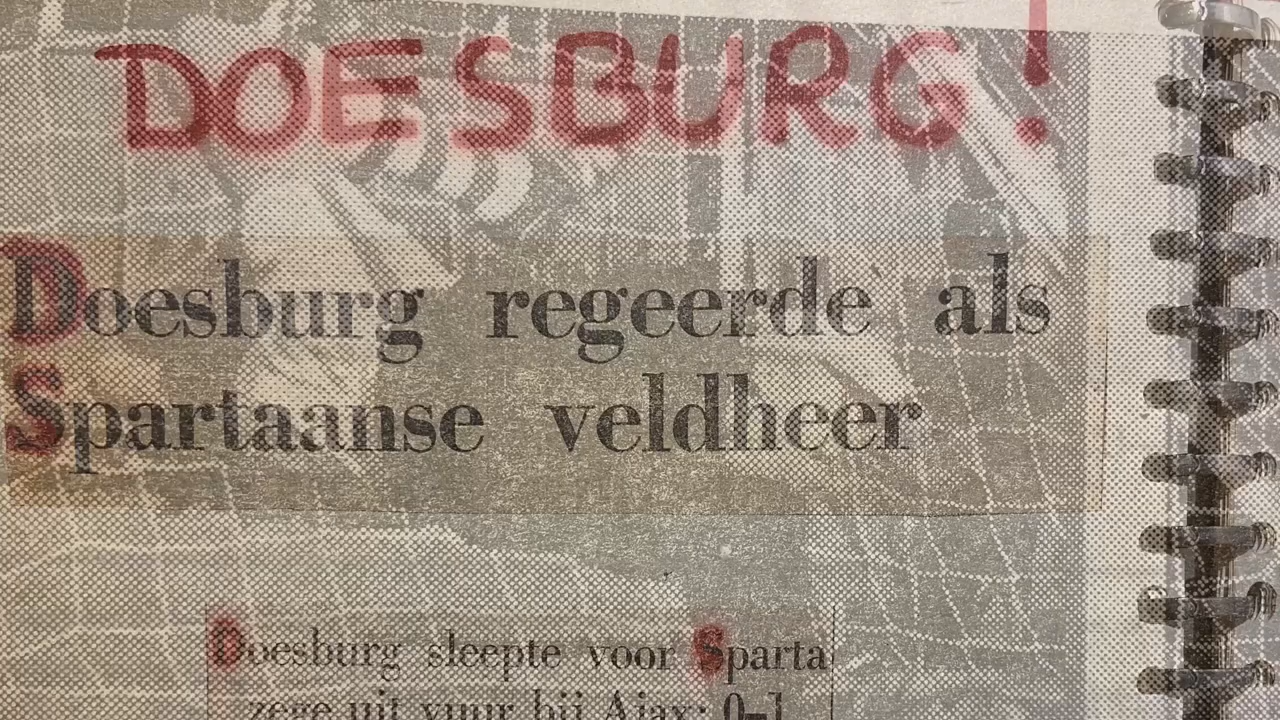 DOESBURG!
Doesburg regeerde als
Spartaanse veldheer
Doesburg sleepte voor Sparta
zege uit vuur bij Ajax: 0-1